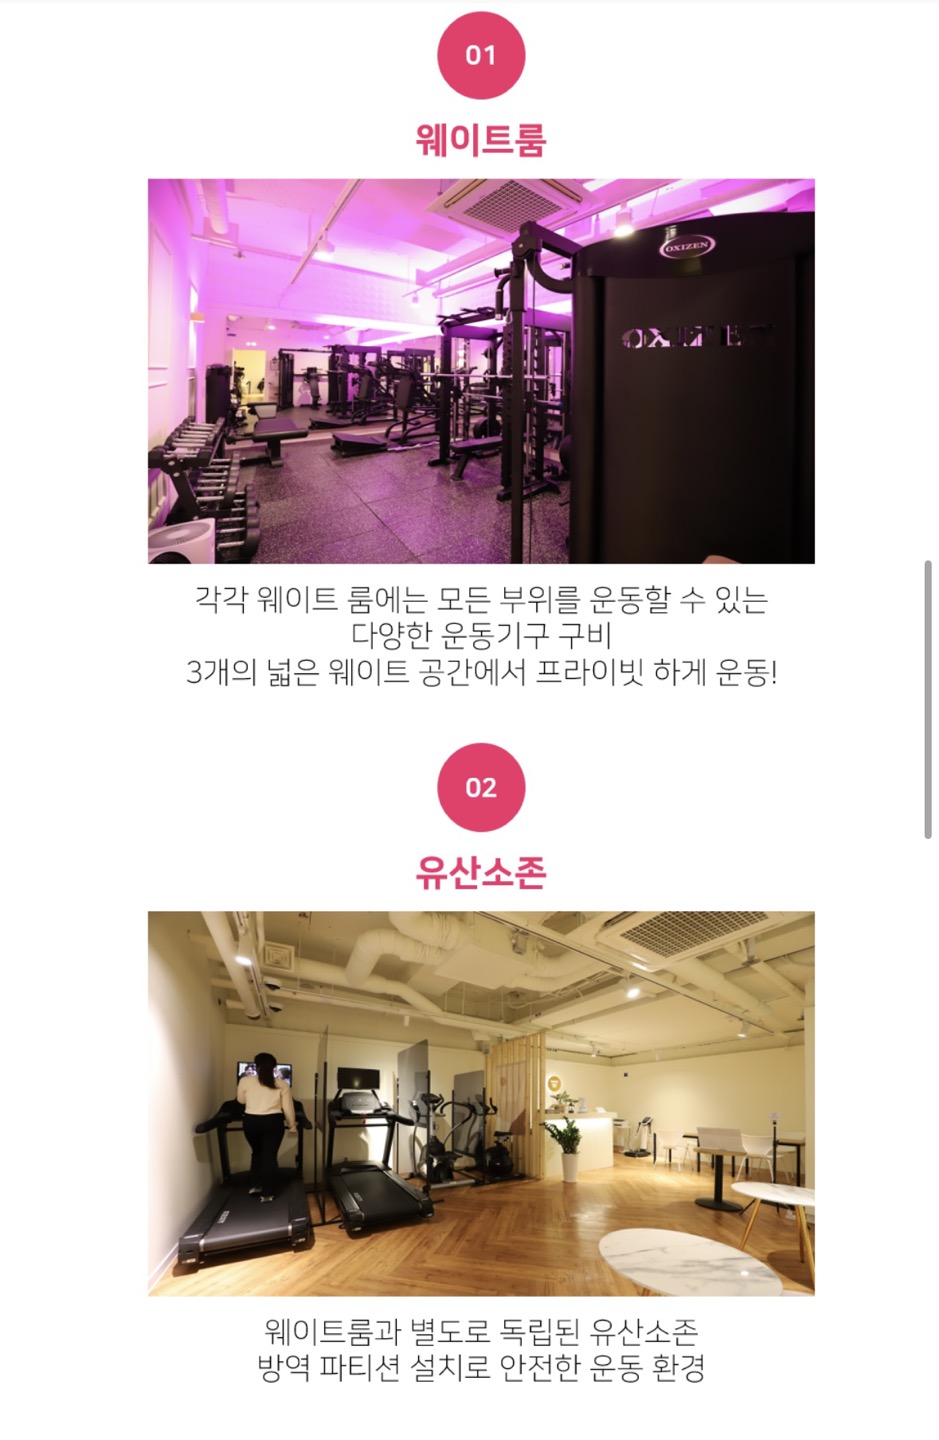 01
웨이트룸
OXIZEN
각각 웨이트 룸에는 모든 부위를 운동할 수 있는
다양한 운동기구 구비
3개의 넓은 웨이트 공간에서 프라이빗 하게 운동!
02
유산소존
웨이트룸과 별도로 독립된 유산소존
방역 파티션 설치로 안전한 운동 환경